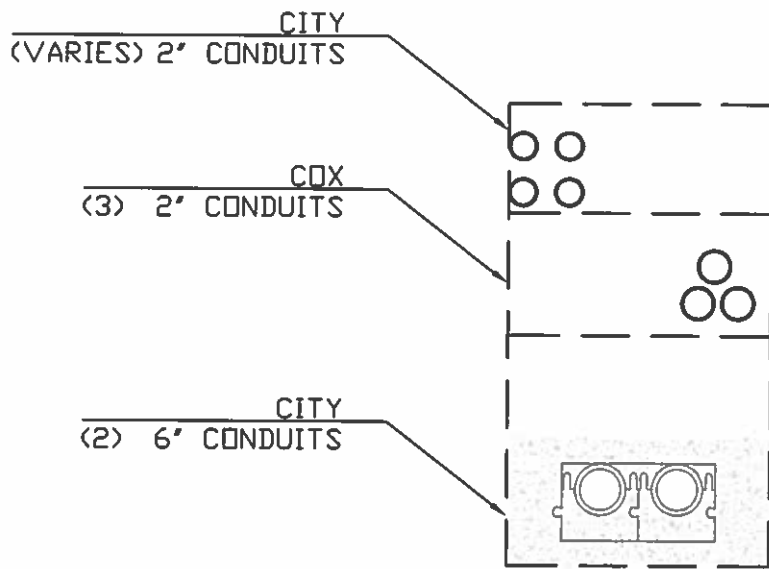 CITY
(VARIES) 2" CONDUITS
COX
(3) 2" CONDUITS
CITY
(2) 6" CONDUITS